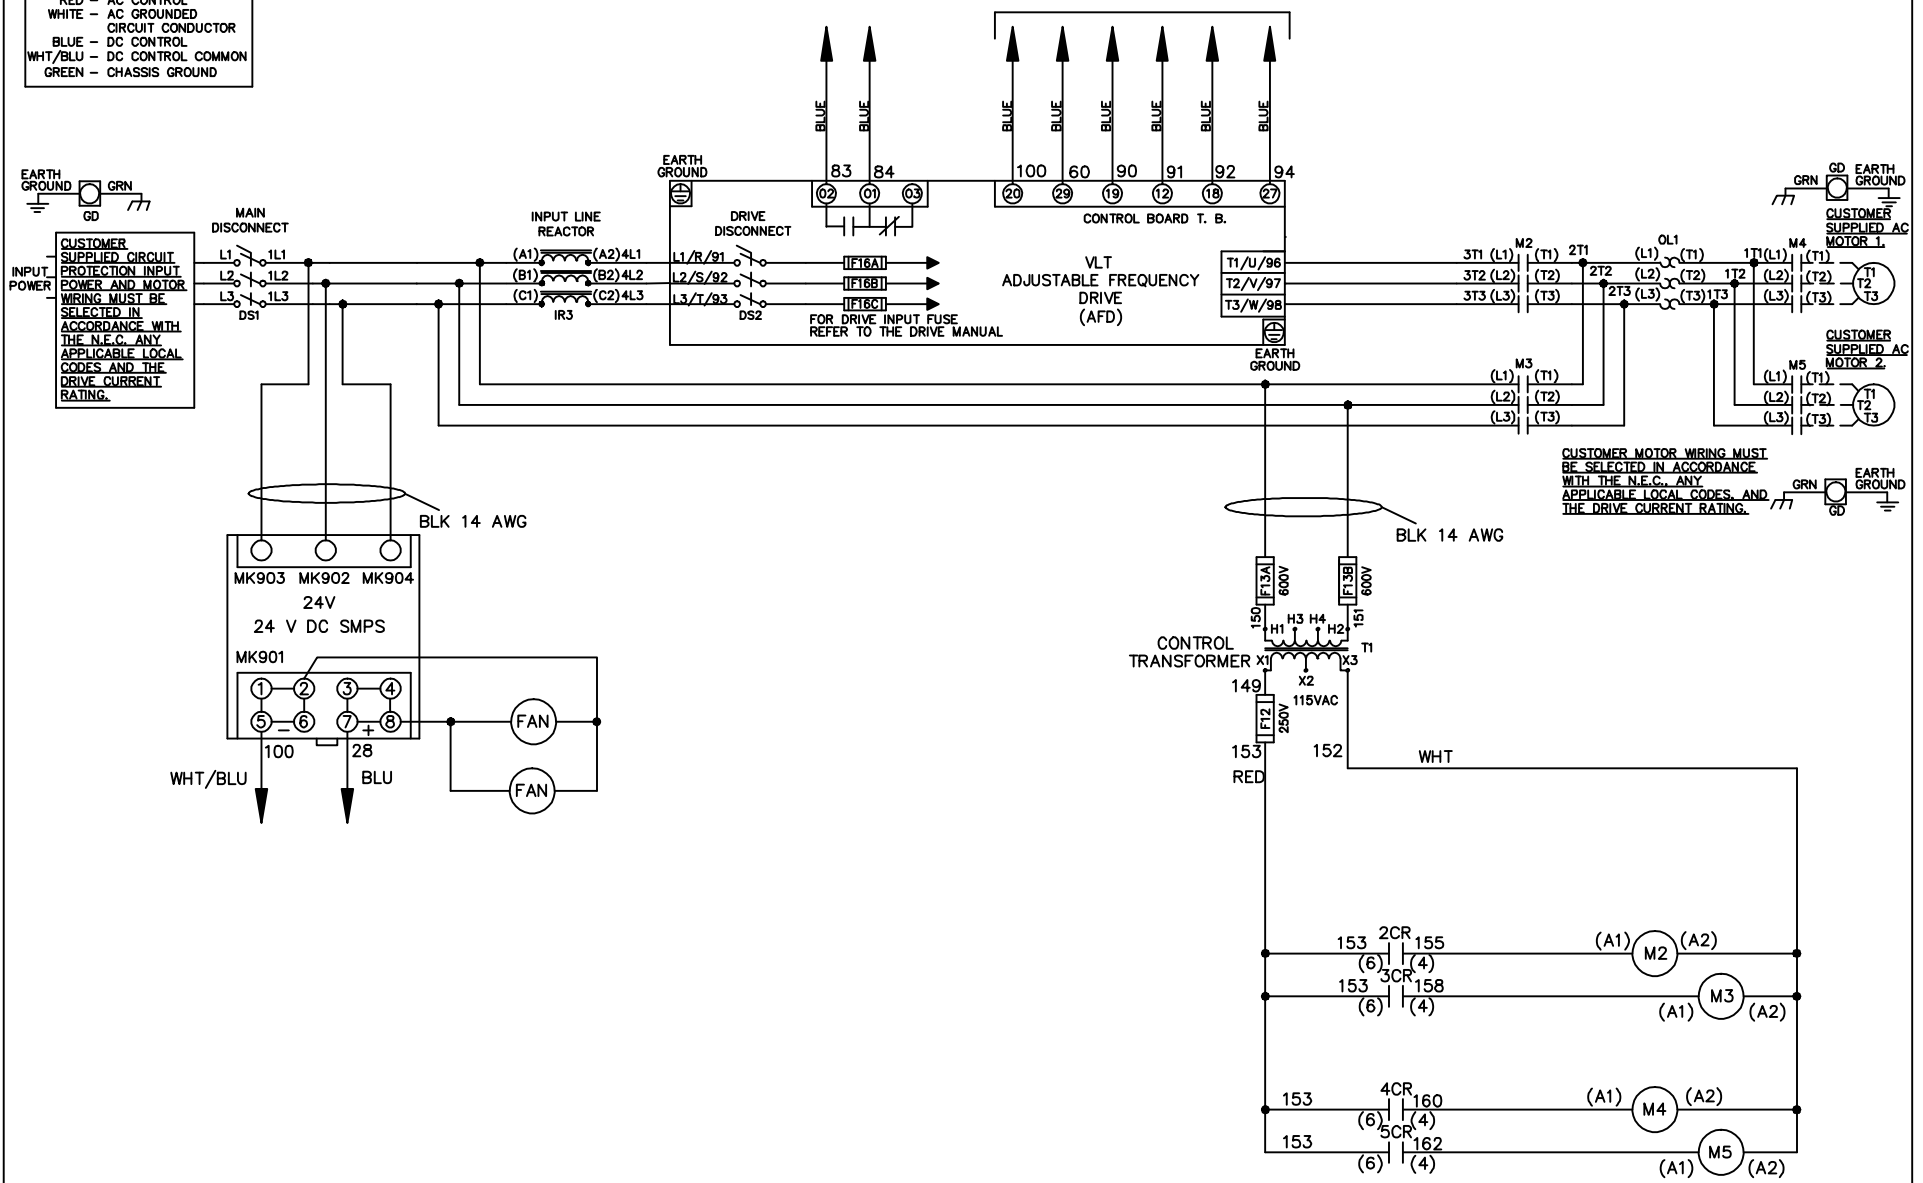 RED – AC CONTROL
WHITE – AC GROUNDED
CIRCUIT CONDUCTOR
BLUE – DC CONTROL
WHT/BLU – DC CONTROL COMMON
GREEN – CHASSIS GROUND
BLUE
BLUE
BLUE
BLUE
BLUE
BLUE
BLUE
BLUE
EARTH
GROUND
GRN
GD
EARTH
GROUND
83 84
02 01 03
100 60 90 91 92 94
20 29 19 12 18 27
CONTROL BOARD T. B.
GRN
GD
EARTH
GROUND
CUSTOMER
SUPPLIED AC
MOTOR 1.
INPUT
POWER
CUSTOMER
SUPPLIED CIRCUIT
PROTECTION INPUT
POWER AND MOTOR
WIRING MUST BE
SELECTED IN
ACCORDANCE WITH
THE N.E.C. ANY
APPLICABLE LOCAL
CODES AND THE
DRIVE CURRENT
RATING.
MAIN
DISCONNECT
L1 1L1
L2 1L2
L3 1L3
DS1
INPUT LINE
REACTOR
(A1) (A2) 4L1
(B1) (B2) 4L2
(C1) (C2) 4L3
IR3
DRIVE
DISCONNECT
L1/R/91
L2/S/92
L3/T/93
DS2
F16A
F16B
F16C
FOR DRIVE INPUT FUSE
REFER TO THE DRIVE MANUAL
VLT
ADJUSTABLE FREQUENCY
DRIVE
(AFD)
T1/U/96
T2/V/97
T3/W/98
EARTH
GROUND
M2
3T1 (L1) (T1) 2T1
3T2 (L2) (T2) 2T2
3T3 (L3) (T3) 2T3
OL1
(L1) (T1) 1T1
(L2) (T2) 1T2
(L3) (T3) 1T3
M4
(L1) (T1)
(L2) (T2)
(L3) (T3)
T1
T2
T3
M3
(L1) (T1)
(L2) (T2)
(L3) (T3)
CUSTOMER
SUPPLIED AC
MOTOR 2.
M5
(L1) (T1)
(L2) (T2)
(L3) (T3)
T1
T2
T3
CUSTOMER MOTOR WIRING MUST
BE SELECTED IN ACCORDANCE
WITH THE N.E.C., ANY
APPLICABLE LOCAL CODES, AND
THE DRIVE CURRENT RATING.
GRN
GD
EARTH
GROUND
BLK 14 AWG
BLK 14 AWG
MK903 MK902 MK904
24V
24 V DC SMPS
MK901
1 2 3 4
5 6 7 8
– +
100 28
WHT/BLU BLU
FAN
FAN
F13A
600V
F13B
600V
150
151
H1 H3 H4 H2
T1
CONTROL
TRANSFORMER
X1 X2 X3
115VAC
149
F12
250V
153
RED
152
WHT
2CR
153 155
(6) (4)
(A1) M2 (A2)
3CR
153 158
(6) (4)
(A1) M3 (A2)
4CR
153 160
(6) (4)
(A1) M4 (A2)
5CR
153 162
(6) (4)
(A1) M5 (A2)